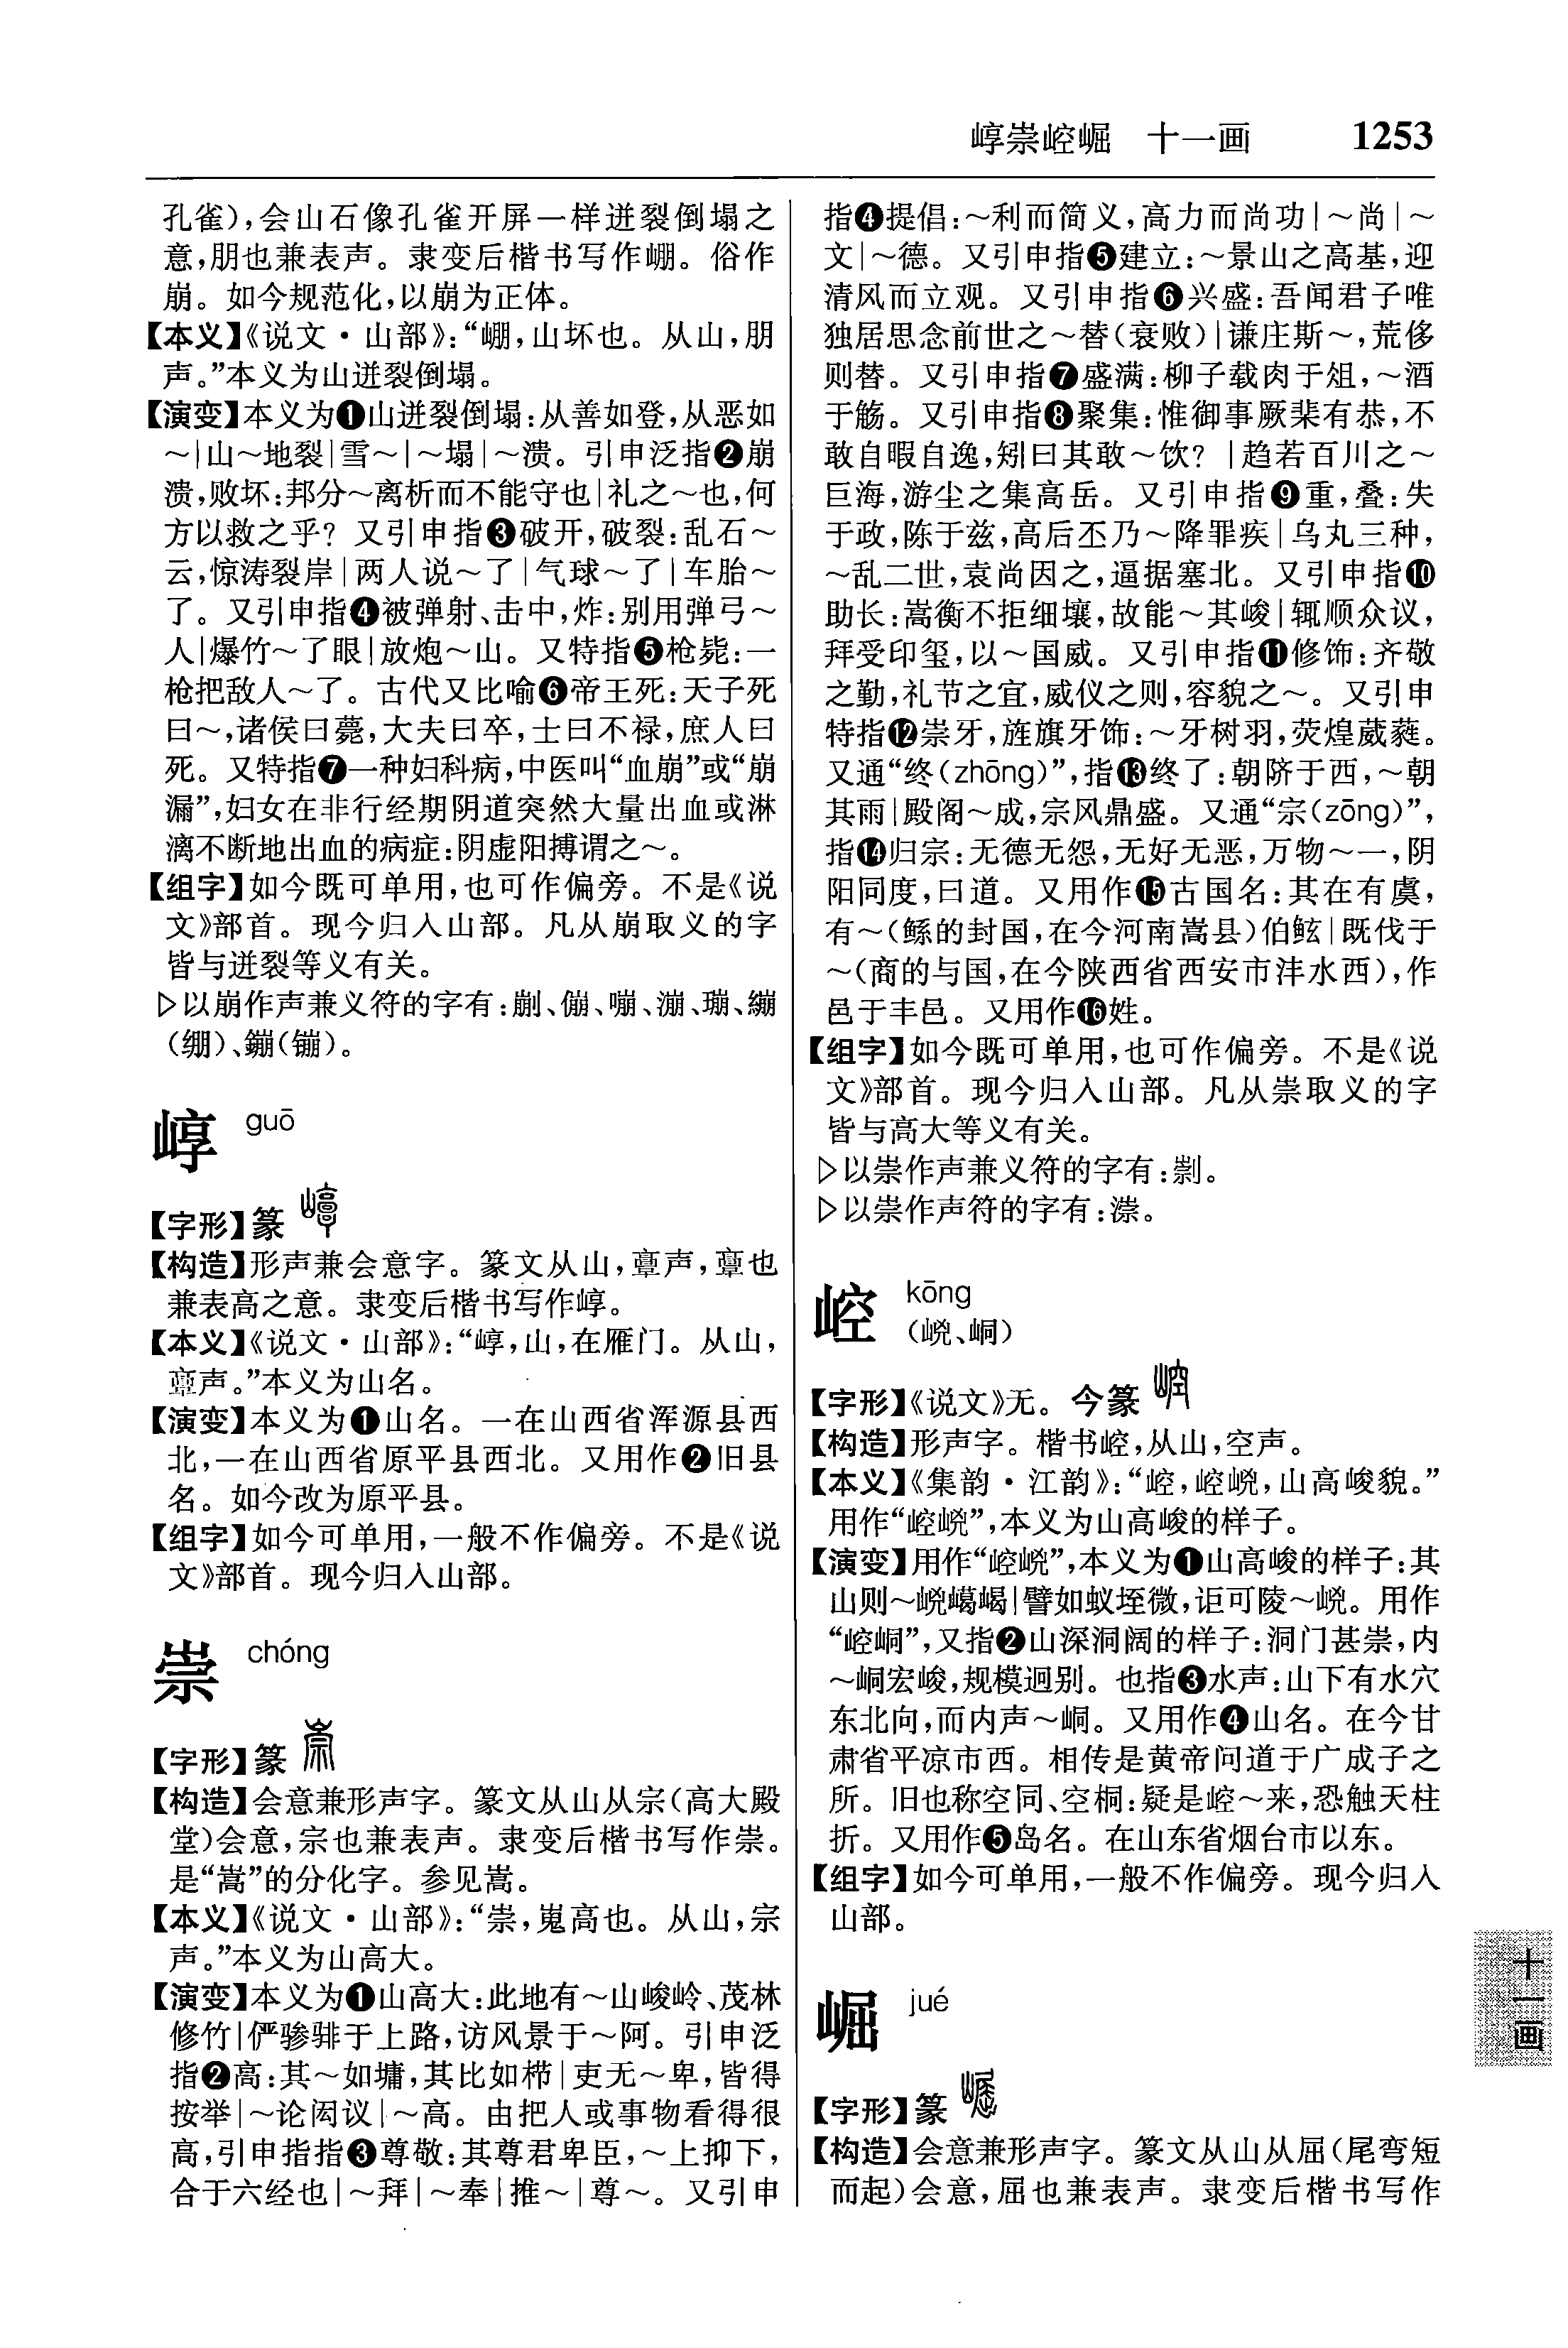 崞崇崆崛　十一画　1253
孔雀),会山石像孔雀开屏一样迸裂倒塌之
意,朋也兼表声。隶变后楷书写作𡹔。俗作
崩。如今规范化,以崩为正体。
【本义】《说文·山部》:“𡹔,山坏也。从山,朋
声。”本义为山迸裂倒塌。
【演变】本义为❶山迸裂倒塌:从善如登,从恶如
～|山～地裂|雪～|～塌|～溃。引申泛指❷崩
溃,败坏:邦分～离析而不能守也|礼之～也,何
方以救之乎？又引申指❸破开,破裂:乱石～
云,惊涛裂岸|两人说～了|气球～了|车胎～
了。又引申指❹被弹射、击中,炸:别用弹弓～
人|爆竹～了眼|放炮～山。又特指❺枪毙:一
枪把敌人～了。古代又比喻❻帝王死:天子死
曰～,诸侯曰薨,大夫曰卒,士曰不禄,庶人曰
死。又特指❼一种妇科病,中医叫“血崩”或“崩
漏”,妇女在非行经期阴道突然大量出血或淋
漓不断地出血的病症:阴虚阳搏谓之～。
【组字】如今既可单用,也可作偏旁。不是《说
文》部首。现今归入山部。凡从崩取义的字
皆与迸裂等义有关。
▷以崩作声兼义符的字有:剻、傰、嘣、漰、𤨻、繃
(绷)、鏰(镚)。
崞 guō
【字形】篆
【构造】形声兼会意字。篆文从山,𩫖声,𩫖也
兼表高之意。隶变后楷书写作崞。
【本义】《说文·山部》:“崞,山,在雁门。从山,
𩫖声。”本义为山名。
【演变】本义为❶山名。一在山西省浑源县西
北,一在山西省原平县西北。又用作❷旧县
名。如今改为原平县。
【组字】如今可单用,一般不作偏旁。不是《说
文》部首。现今归入山部。
崇 chóng
【字形】篆
【构造】会意兼形声字。篆文从山从宗(高大殿
堂)会意,宗也兼表声。隶变后楷书写作崇。
是“嵩”的分化字。参见嵩。
【本义】《说文·山部》:“崇,嵬高也。从山,宗
声。”本义为山高大。
【演变】本义为❶山高大:此地有～山峻岭、茂林
修竹|俨骖𬴂于上路,访风景于～阿。引申泛
指❷高:其～如墉,其比如栉|吏无～卑,皆得
按举|～论闳议|～高。由把人或事物看得很
高,引申指指❸尊敬:其尊君卑臣,～上抑下,
合于六经也|～拜|～奉|推～|尊～。又引申
指❹提倡:～利而简义,高力而尚功|～尚|～
文|～德。又引申指❺建立:～景山之高基,迎
清风而立观。又引申指❻兴盛:吾闻君子唯
独居思念前世之～替(衰败)|谦庄斯～,荒侈
则替。又引申指❼盛满:柳子载肉于俎,～酒
于觞。又引申指❽聚集:惟御事厥棐有恭,不
敢自暇自逸,矧曰其敢～饮？|趋若百川之～
巨海,游尘之集高岳。又引申指❾重,叠:失
于政,陈于兹,高后丕乃～降罪疾|乌丸三种,
～乱二世,袁尚因之,逼据塞北。又引申指❿
助长:嵩衡不拒细壤,故能～其峻|辄顺众议,
拜受印玺,以～国威。又引申指⓫修饰:齐敬
之勤,礼节之宜,威仪之则,容貌之～。又引申
特指⓬崇牙,旌旗牙饰:～牙树羽,荧煌葳蕤。
又通“终(zhōng)”,指⓭终了:朝隮于西,～朝
其雨|殿阁～成,宗风鼎盛。又通“宗(zōng)”,
指⓮归宗:无德无怨,无好无恶,万物～一,阴
阳同度,曰道。又用作⓯古国名:其在有虞,
有～(鲧的封国,在今河南嵩县)伯鲧|既伐于
～(商的与国,在今陕西省西安市沣水西),作
邑于丰邑。又用作⓰姓。
【组字】如今既可单用,也可作偏旁。不是《说
文》部首。现今归入山部。凡从崇取义的字
皆与高大等义有关。
▷以崇作声兼义符的字有:剬。
▷以崇作声符的字有:漴。
崆 kōng
(㟅、峒)
【字形】《说文》无。今篆
【构造】形声字。楷书崆,从山,空声。
【本义】《集韵·江韵》:“崆,崆㟅,山高峻貌。”
用作“崆㟅”,本义为山高峻的样子。
【演变】用作“崆㟅”,本义为❶山高峻的样子:其
山则～㟅嶱嵑|譬如蚁垤微,讵可陵～㟅。用作
“崆峒”,又指❷山深洞阔的样子:洞门甚崇,内
～峒宏峻,规模迥别。也指❸水声:山下有水穴
东北向,而内声～峒。又用作❹山名。在今甘
肃省平凉市西。相传是黄帝问道于广成子之
所。旧也称空同、空桐:疑是崆～来,恐触天柱
折。又用作❺岛名。在山东省烟台市以东。
【组字】如今可单用,一般不作偏旁。现今归入
山部。
崛 jué
【字形】篆
【构造】会意兼形声字。篆文从山从屈(尾弯短
而起)会意,屈也兼表声。隶变后楷书写作
十一画